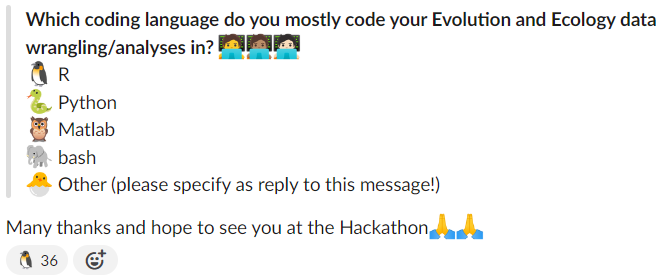 Which coding language do you mostly code your Evolution and Ecology data
wrangling/analyses in? 🧑‍💻🧑🏽‍💻🧑🏻‍💻
🐧 R
🐍 Python
🦉 Matlab
🐘 bash
🐣 Other (please specify as reply to this message!)
Many thanks and hope to see you at the Hackathon🙏🙏
🐧 36